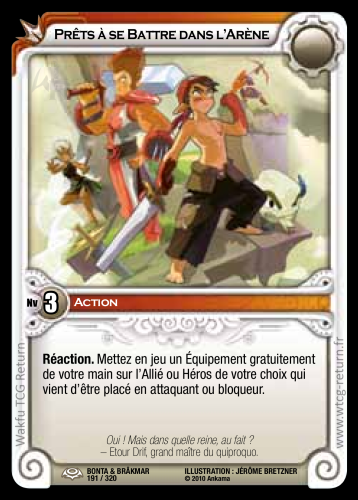 PRÊTS À SE BATTRE DANS L'ARÈNE
Nv 3 ACTION
Réaction. Mettez en jeu un Équipement gratuitement
de votre main sur l'Allié ou Héros de votre choix qui
vient d'être placé en attaquant ou bloqueur.
Oui ! Mais dans quelle reine, au fait ?
– Etour Drif, grand maître du quiproquo.
BONTA & BRÂKMAR
191 / 320
ILLUSTRATION : JÉRÔME BRETZNER
© 2010 Ankama
Wakfu TCG Return
www.wtcg-return.fr